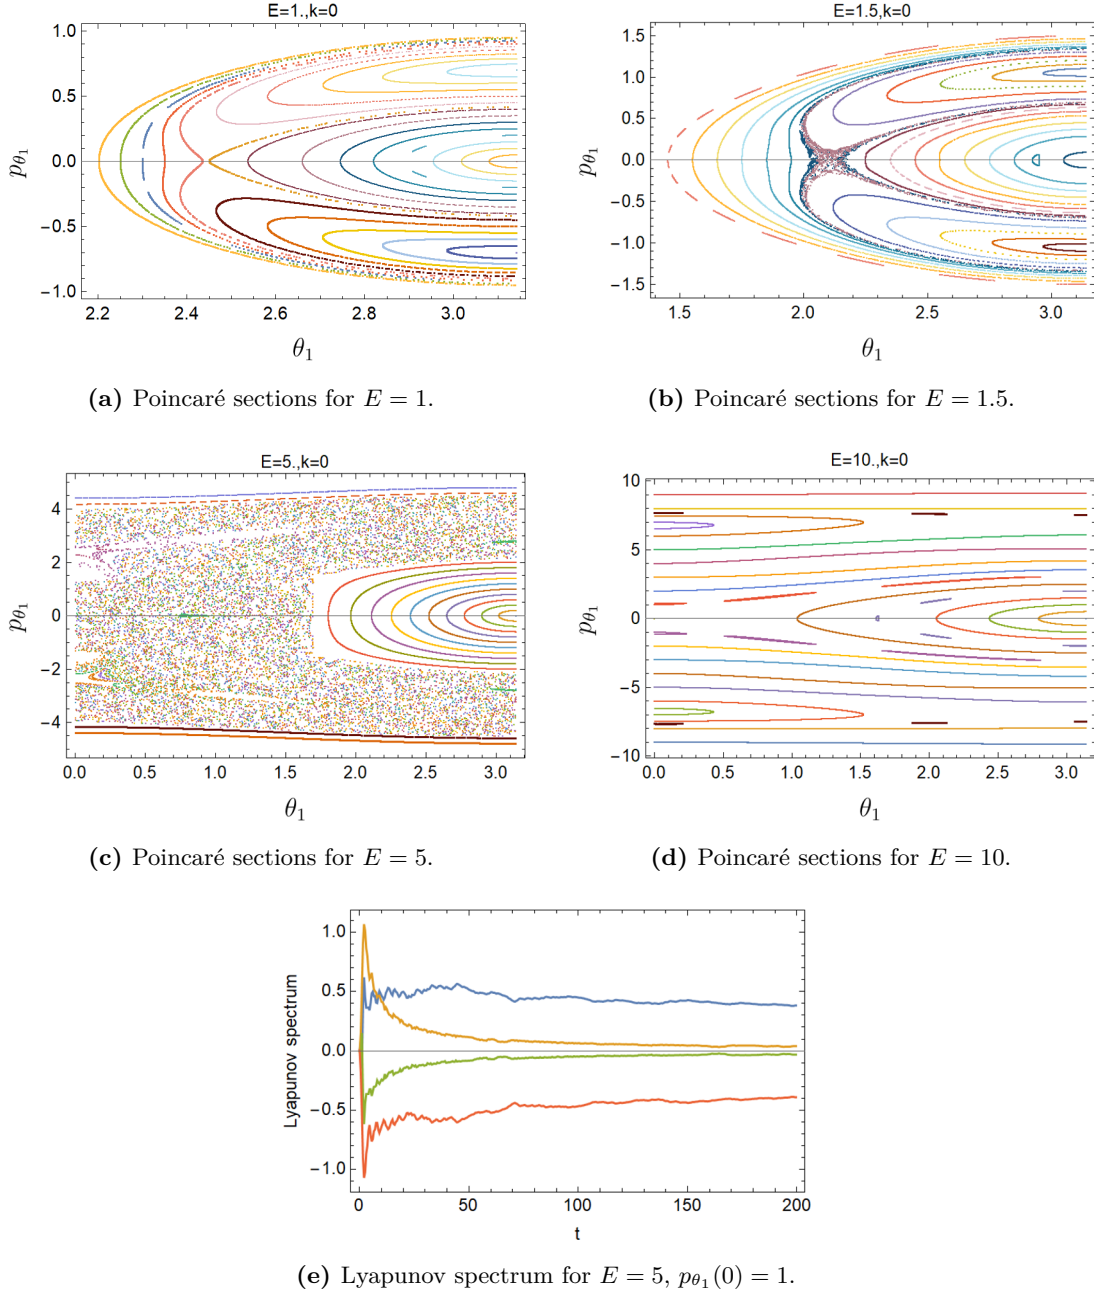 E=1.,k=0
E=1.5,k=0
1.0
0.5
0.0
−0.5
−1.0
pθ1
2.2 2.4 2.6 2.8 3.0
θ1
1.5
1.0
0.5
0.0
−0.5
−1.0
−1.5
pθ1
1.5 2.0 2.5 3.0
θ1
(a) Poincaré sections for E = 1.
(b) Poincaré sections for E = 1.5.
E=5.,k=0
E=10.,k=0
4
2
0
−2
−4
pθ1
0.0 0.5 1.0 1.5 2.0 2.5 3.0
θ1
10
5
0
−5
−10
pθ1
0.0 0.5 1.0 1.5 2.0 2.5 3.0
θ1
(c) Poincaré sections for E = 5.
(d) Poincaré sections for E = 10.
1.0
0.5
0.0
−0.5
−1.0
Lyapunov spectrum
0 50 100 150 200
t
(e) Lyapunov spectrum for E = 5, pθ1(0) = 1.